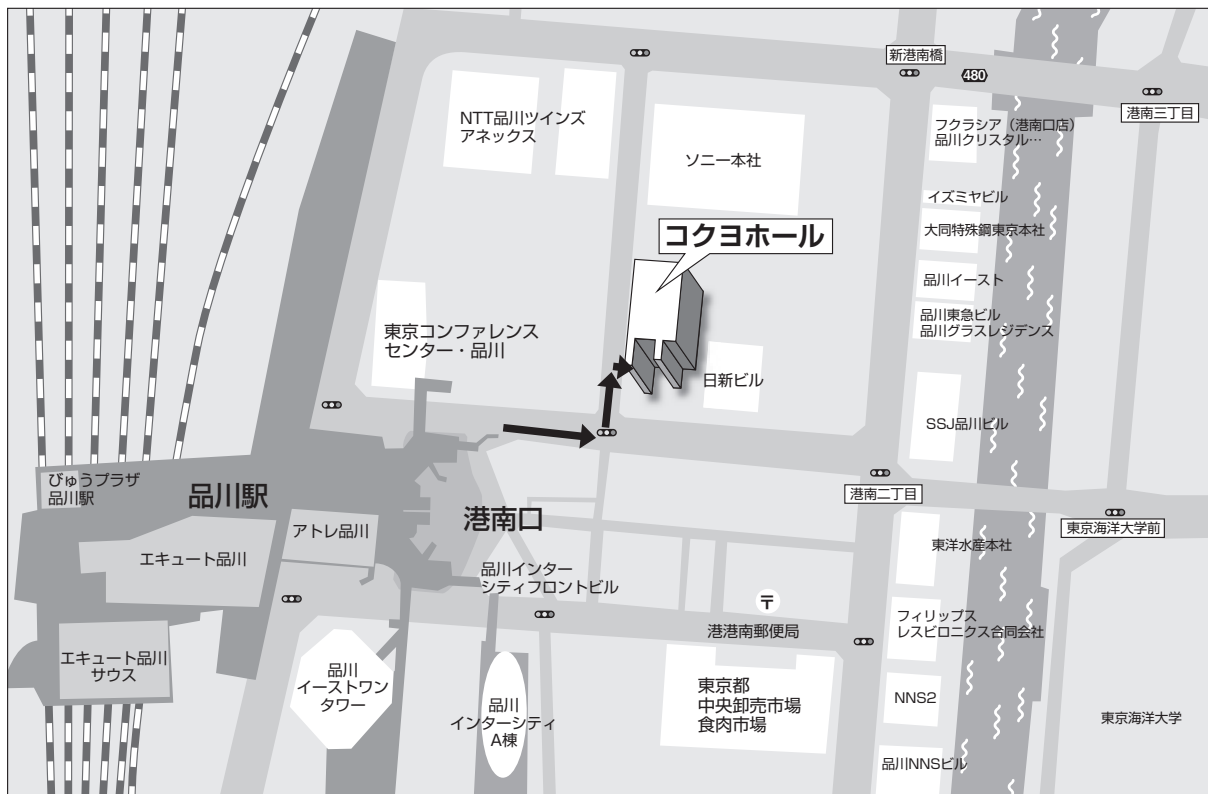 新港南橋
480
港南三丁目
NTT品川ツインズ
アネックス
ソニー本社
フクラシア（港南口店）
品川クリスタル…
イズミヤビル
大同特殊鋼東京本社
コクヨホール
品川イースト
品川東急ビル
品川グラスレジデンス
東京コンファレンス
センター・品川
日新ビル
SSJ品川ビル
びゅうプラザ
品川駅
品川駅
港南口
港南二丁目
東京海洋大学前
アトレ品川
エキュート品川
東洋水産本社
品川インター
シティフロントビル
〒
港港南郵便局
フィリップス
レスピロニクス合同会社
エキュート品川
サウス
品川
イーストワン
タワー
品川
インターシティ
A棟
東京都
中央卸売市場
食肉市場
NNS2
東京海洋大学
品川NNSビル